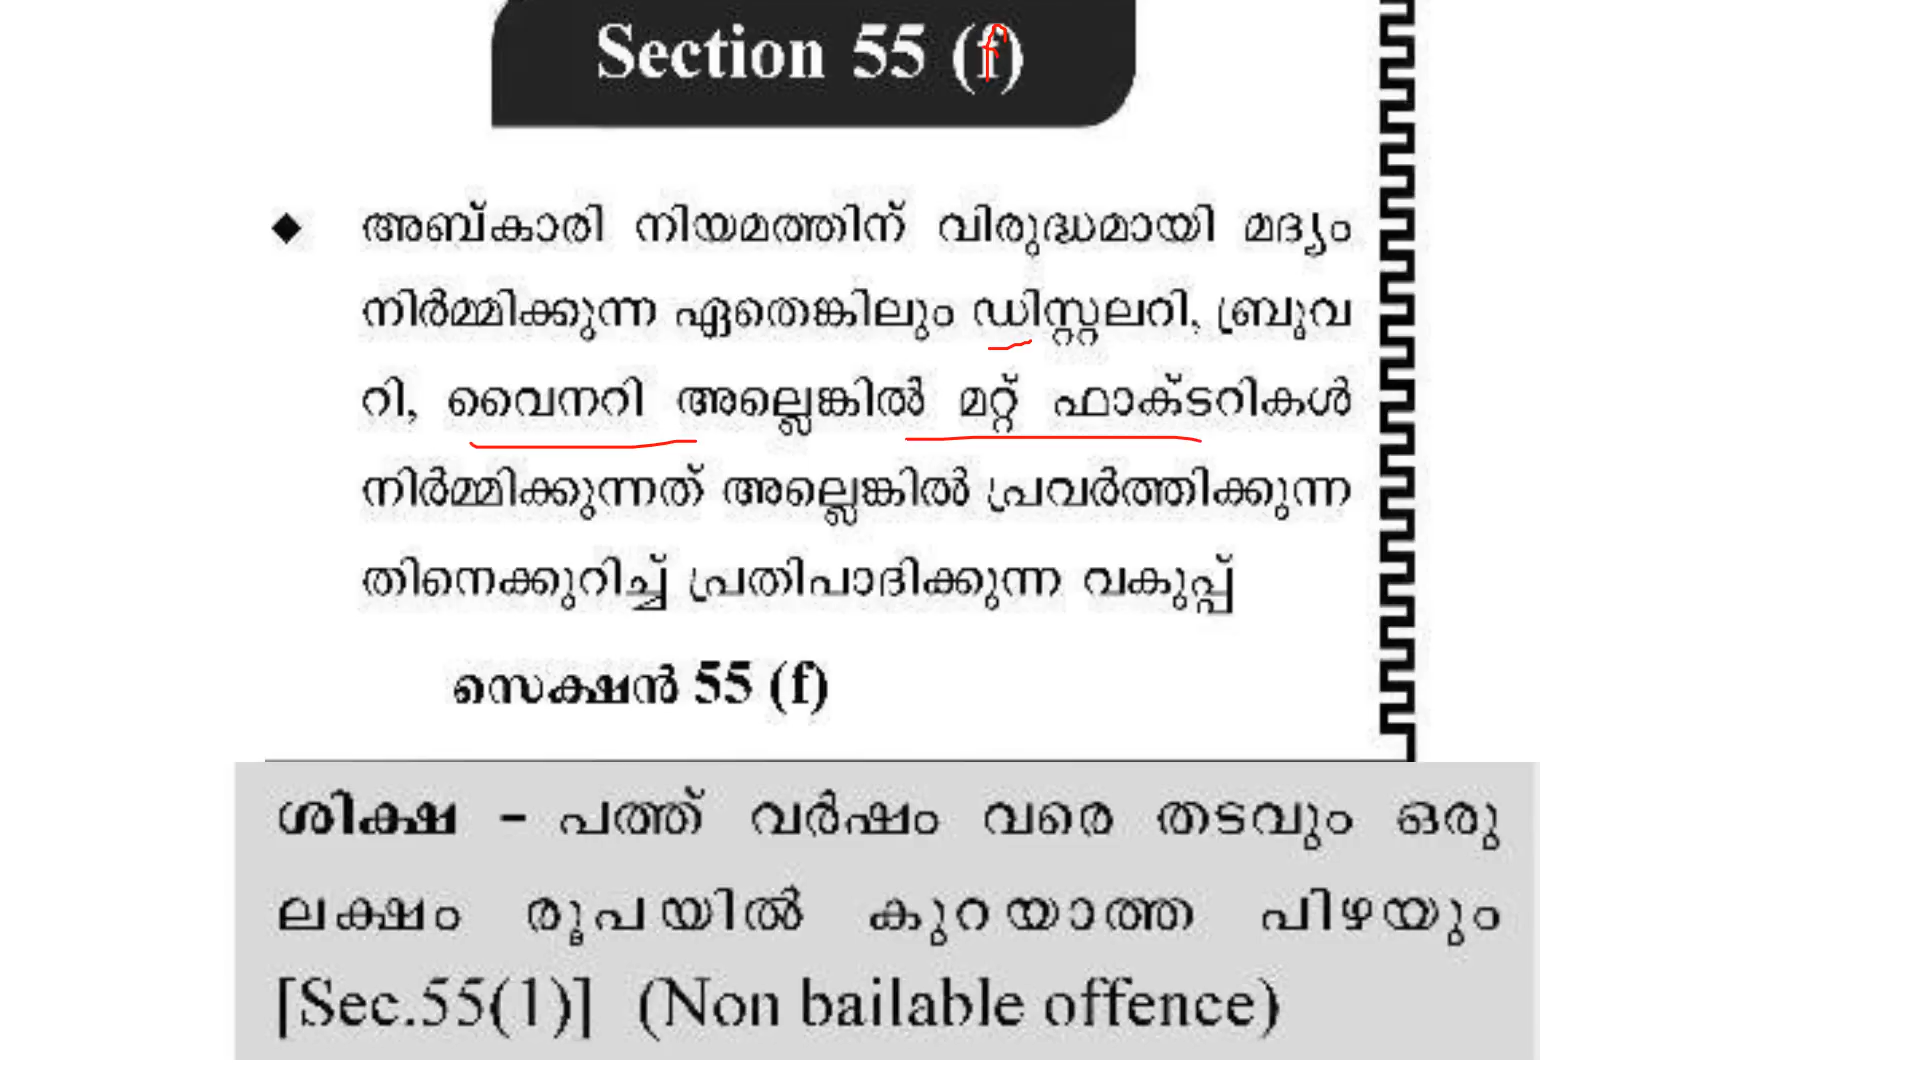 Section 55 (f)
◆ അബ്കാരി നിയമത്തിന് വിരുദ്ധമായി മദ്യം
നിർമ്മിക്കുന്ന ഏതെങ്കിലും ഡിസ്റ്റലറി, ബ്രൂവ
റി, വൈനറി അല്ലെങ്കിൽ മറ്റ് ഫാക്ടറികൾ
നിർമ്മിക്കുന്നത് അല്ലെങ്കിൽ പ്രവർത്തിക്കുന്ന
തിനെക്കുറിച്ച് പ്രതിപാദിക്കുന്ന വകുപ്പ്
സെക്ഷൻ 55 (f)
ശിക്ഷ - പത്ത് വർഷം വരെ തടവും ഒരു
ലക്ഷം രൂപയിൽ കുറയാത്ത പിഴയും
[Sec.55(1)] (Non bailable offence)